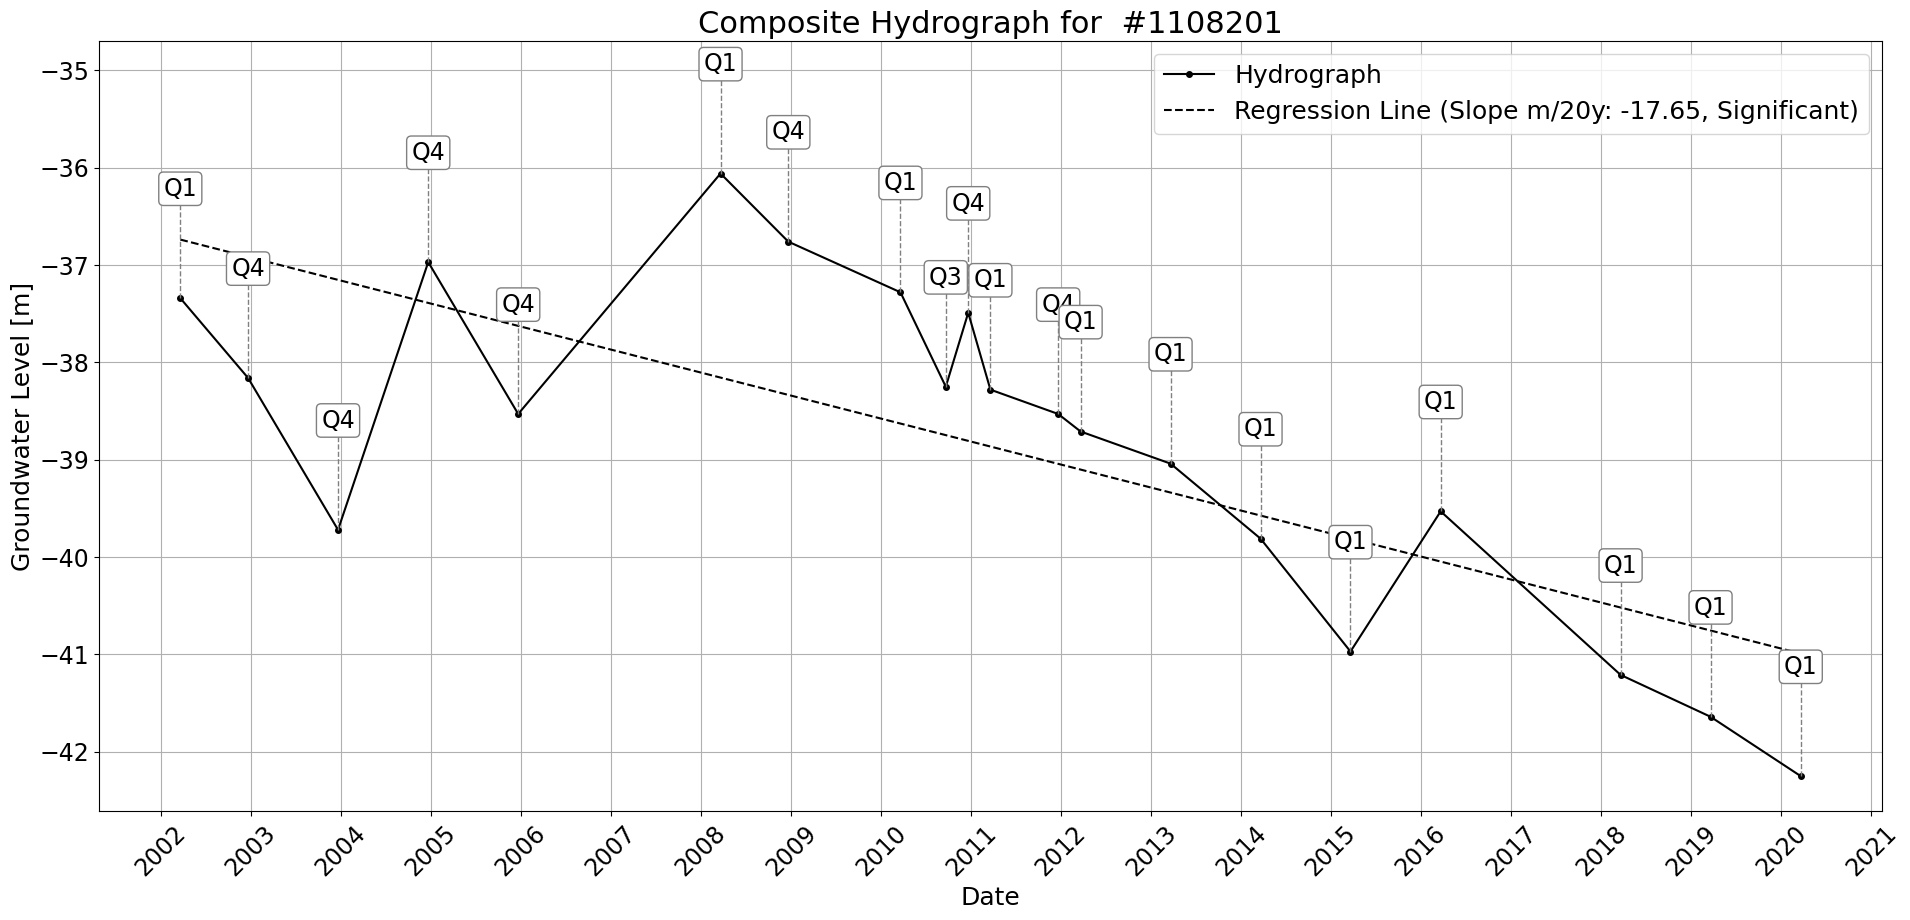 Composite Hydrograph for  #1108201
Hydrograph
Regression Line (Slope m/20y: -17.65, Significant)
Groundwater Level [m]
−35
−36
−37
−38
−39
−40
−41
−42
Q1
Q4
Q4
Q4
Q4
Q1
Q4
Q1
Q3
Q4
Q1
Q4
Q1
Q1
Q1
Q1
Q1
Q1
Q1
Q1
2002
2003
2004
2005
2006
2007
2008
2009
2010
2011
2012
2013
2014
2015
2016
2017
2018
2019
2020
2021
Date